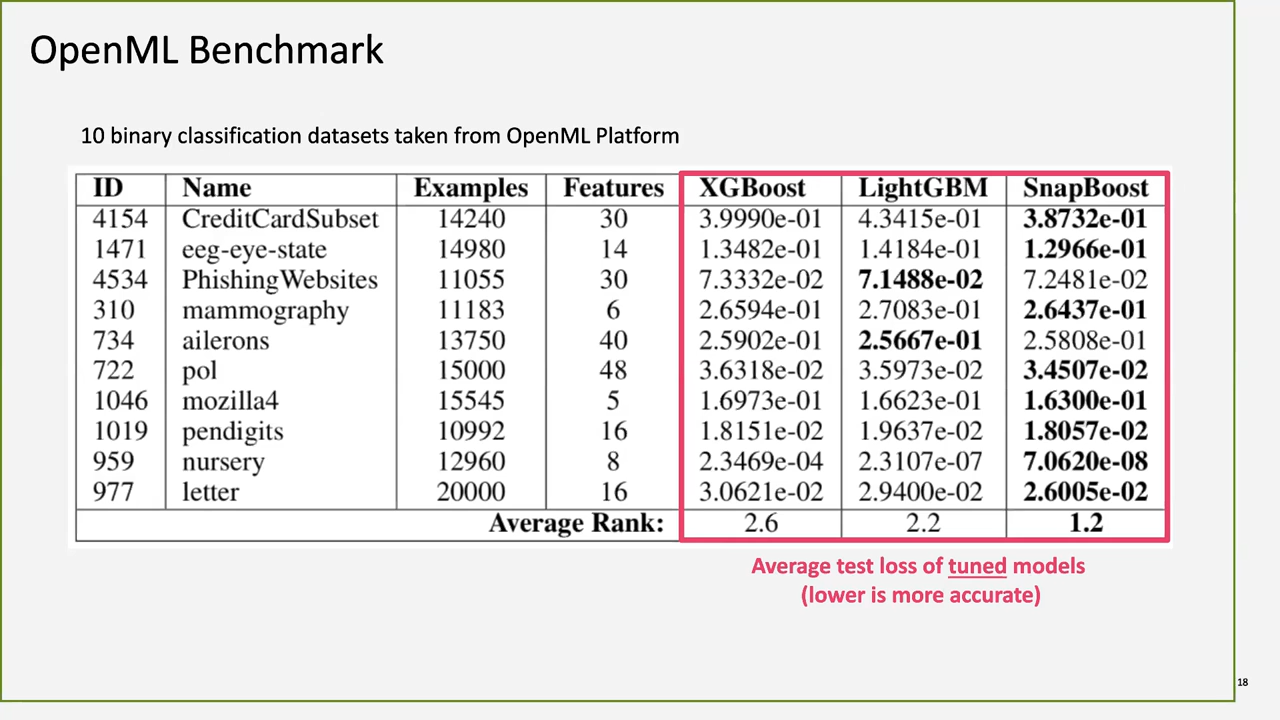 OpenML Benchmark
10 binary classification datasets taken from OpenML Platform
ID Name Examples Features XGBoost LightGBM SnapBoost
4154 CreditCardSubset 14240 30 3.9990e-01 4.3415e-01 3.8732e-01
1471 eeg-eye-state 14980 14 1.3482e-01 1.4184e-01 1.2966e-01
4534 PhishingWebsites 11055 30 7.3332e-02 7.1488e-02 7.2481e-02
310 mammography 11183 6 2.6594e-01 2.7083e-01 2.6437e-01
734 ailerons 13750 40 2.5902e-01 2.5667e-01 2.5808e-01
722 pol 15000 48 3.6318e-02 3.5973e-02 3.4507e-02
1046 mozilla4 15545 5 1.6973e-01 1.6623e-01 1.6300e-01
1019 pendigits 10992 16 1.8151e-02 1.9637e-02 1.8057e-02
959 nursery 12960 8 2.3469e-04 2.3107e-07 7.0620e-08
977 letter 20000 16 3.0621e-02 2.9400e-02 2.6005e-02
Average Rank: 2.6 2.2 1.2
Average test loss of tuned models
(lower is more accurate)
18